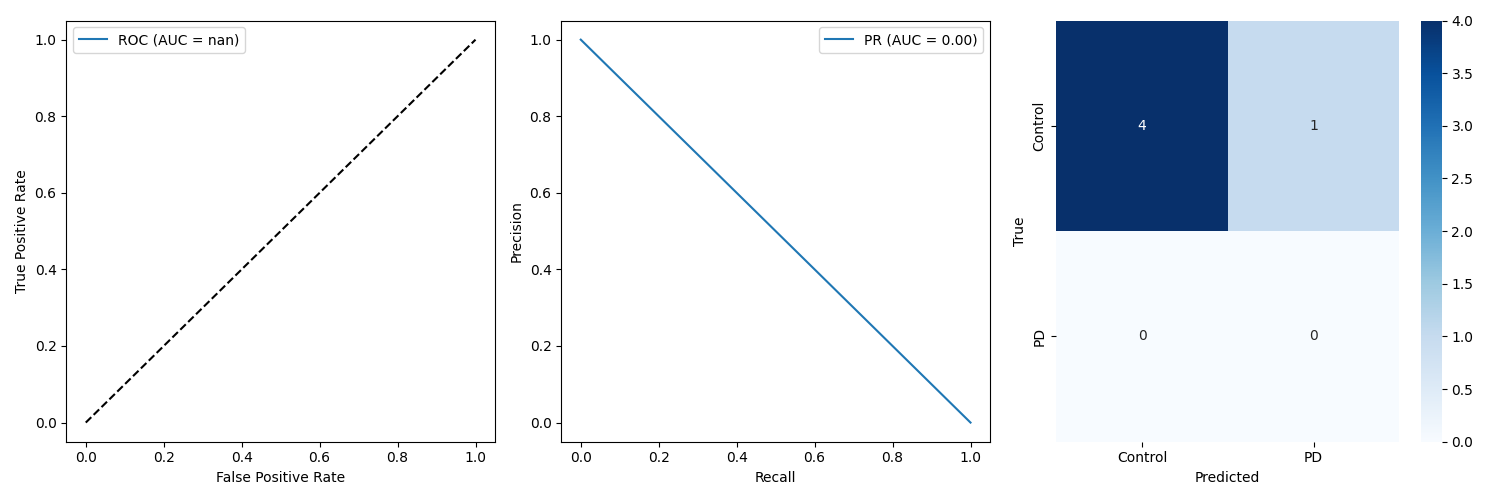 ROC (AUC = nan)
1.0
0.8
0.6
0.4
0.2
0.0
True Positive Rate
0.0 0.2 0.4 0.6 0.8 1.0
False Positive Rate
PR (AUC = 0.00)
1.0
0.8
0.6
0.4
0.2
0.0
Precision
0.0 0.2 0.4 0.6 0.8 1.0
Recall
Control
PD
True
4 1
0 0
Control PD
Predicted
4.0
3.5
3.0
2.5
2.0
1.5
1.0
0.5
0.0